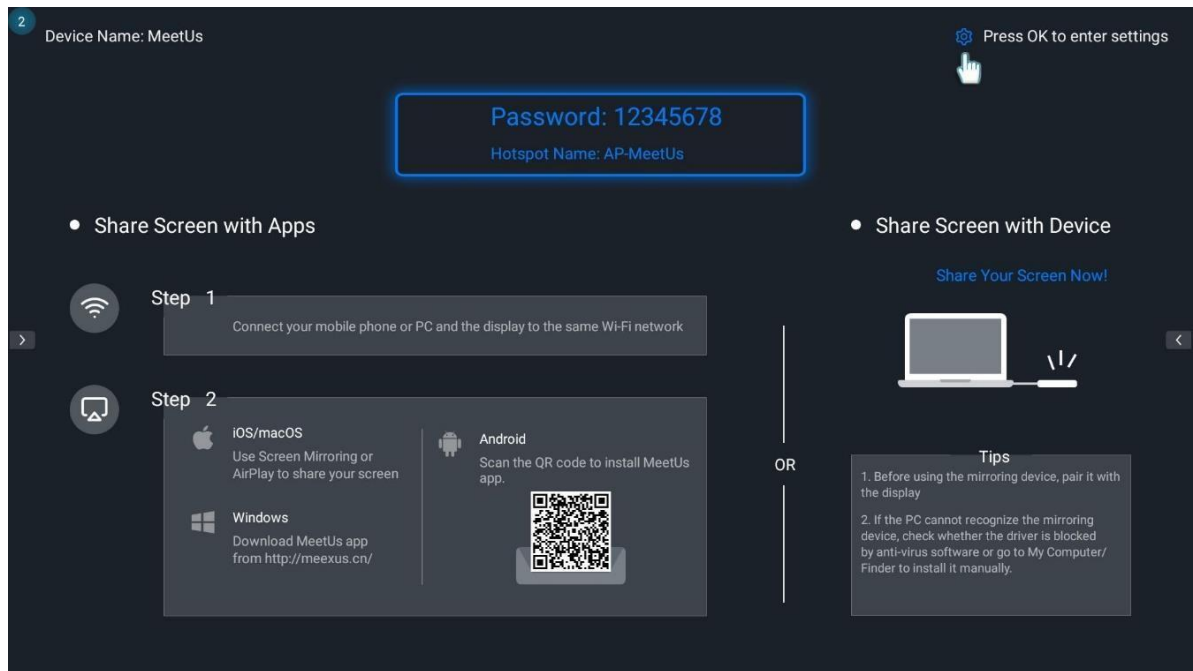 2
Device Name: MeetUs
Press OK to enter settings
Password: 12345678
Hotspot Name: AP-MeetUs
Share Screen with Apps
Step 1
Connect your mobile phone or PC and the display to the same Wi-Fi network
Step 2
iOS/macOS
Use Screen Mirroring or
AirPlay to share your screen
Windows
Download MeetUs app
from http://meexus.cn/
Android
Scan the QR code to install MeetUs
app.
OR
Share Screen with Device
Share Your Screen Now!
Tips
1. Before using the mirroring device, pair it with
the display
2. If the PC cannot recognize the mirroring
device, check whether the driver is blocked
by anti-virus software or go to My Computer/
Finder to install it manually.